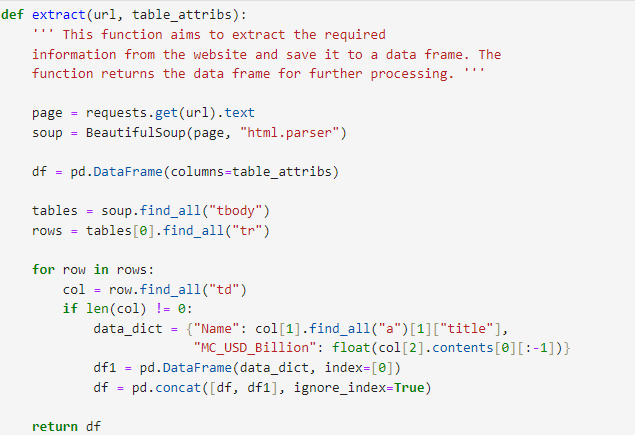 def extract(url, table_attribs):
    ''' This function aims to extract the required
    information from the website and save it to a data frame. The
    function returns the data frame for further processing. '''
    page = requests.get(url).text
    soup = BeautifulSoup(page, "html.parser")
    df = pd.DataFrame(columns=table_attribs)
    tables = soup.find_all("tbody")
    rows = tables[0].find_all("tr")
    for row in rows:
        col = row.find_all("td")
        if len(col) != 0:
            data_dict = {"Name": col[1].find_all("a")[1]["title"],
                         "MC_USD_Billion": float(col[2].contents[0][:-1])}
            df1 = pd.DataFrame(data_dict, index=[0])
            df = pd.concat([df, df1], ignore_index=True)
    return df